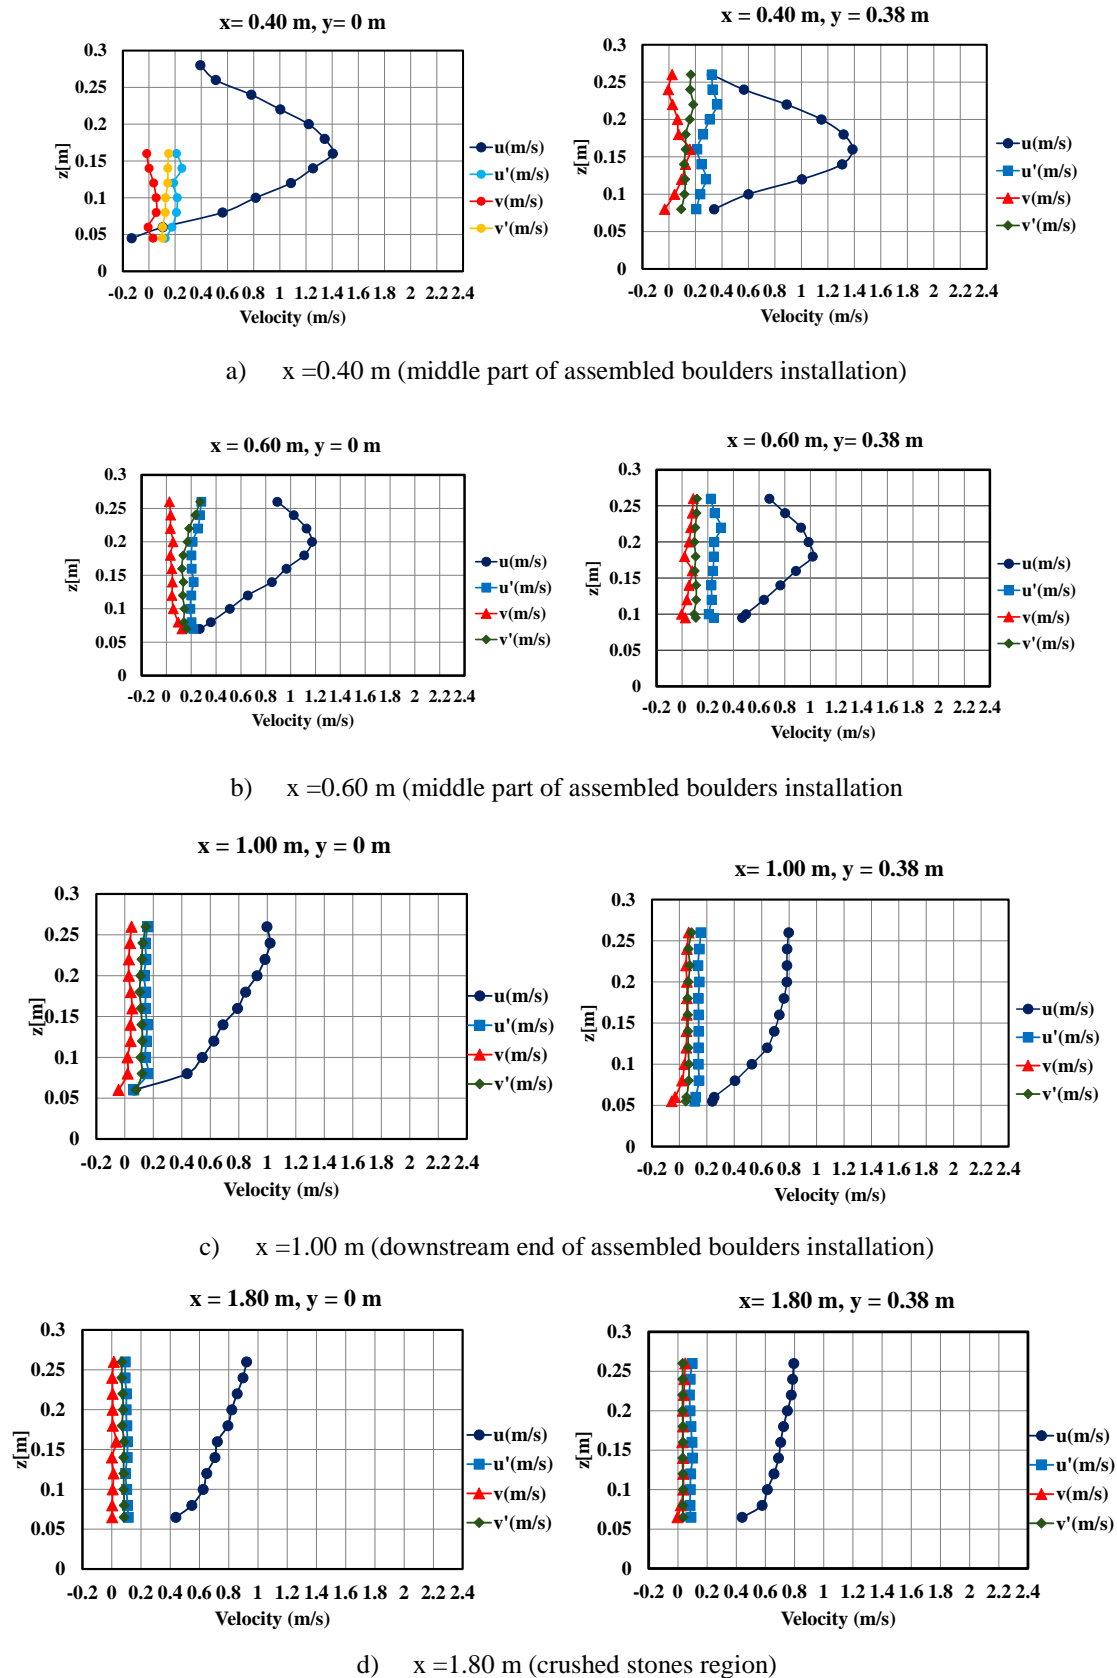 x= 0.40 m, y= 0 m
0.3
0.25
0.2
0.15
0.1
0.05
0
z[m]
-0.2 0 0.2 0.4 0.6 0.8 1 1.2 1.4 1.6 1.8 2 2.2 2.4
Velocity (m/s)
u(m/s)
u'(m/s)
v(m/s)
v'(m/s)
x = 0.40 m, y = 0.38 m
0.3
0.25
0.2
0.15
0.1
0.05
0
z[m]
-0.2 0 0.2 0.4 0.6 0.8 1 1.2 1.4 1.6 1.8 2 2.2 2.4
Velocity (m/s)
u(m/s)
u'(m/s)
v(m/s)
v'(m/s)
a) x =0.40 m (middle part of assembled boulders installation)
x = 0.60 m, y = 0 m
0.3
0.25
0.2
0.15
0.1
0.05
0
z[m]
-0.2 0 0.2 0.4 0.6 0.8 1 1.2 1.4 1.6 1.8 2 2.2 2.4
Velocity (m/s)
u(m/s)
u'(m/s)
v(m/s)
v'(m/s)
x = 0.60 m, y= 0.38 m
0.3
0.25
0.2
0.15
0.1
0.05
0
z[m]
-0.2 0 0.2 0.4 0.6 0.8 1 1.2 1.4 1.6 1.8 2 2.2 2.4
Velocity (m/s)
u(m/s)
u'(m/s)
v(m/s)
v'(m/s)
b) x =0.60 m (middle part of assembled boulders installation
x = 1.00 m, y = 0 m
0.3
0.25
0.2
0.15
0.1
0.05
0
z[m]
-0.2 0 0.2 0.4 0.6 0.8 1 1.2 1.4 1.6 1.8 2 2.2 2.4
Velocity (m/s)
u(m/s)
u'(m/s)
v(m/s)
v'(m/s)
x= 1.00 m, y = 0.38 m
0.3
0.25
0.2
0.15
0.1
0.05
0
z[m]
-0.2 0 0.2 0.4 0.6 0.8 1 1.2 1.4 1.6 1.8 2 2.2 2.4
Velocity (m/s)
u(m/s)
u'(m/s)
v(m/s)
v'(m/s)
c) x =1.00 m (downstream end of assembled boulders installation)
x = 1.80 m, y = 0 m
0.3
0.25
0.2
0.15
0.1
0.05
0
z[m]
-0.2 0 0.2 0.4 0.6 0.8 1 1.2 1.4 1.6 1.8 2 2.2 2.4
Velocity (m/s)
u(m/s)
u'(m/s)
v(m/s)
v'(m/s)
x= 1.80 m, y = 0.38 m
0.3
0.25
0.2
0.15
0.1
0.05
0
z[m]
-0.2 0 0.2 0.4 0.6 0.8 1 1.2 1.4 1.6 1.8 2 2.2 2.4
Velocity (m/s)
u(m/s)
u'(m/s)
v(m/s)
v'(m/s)
d) x =1.80 m (crushed stones region)